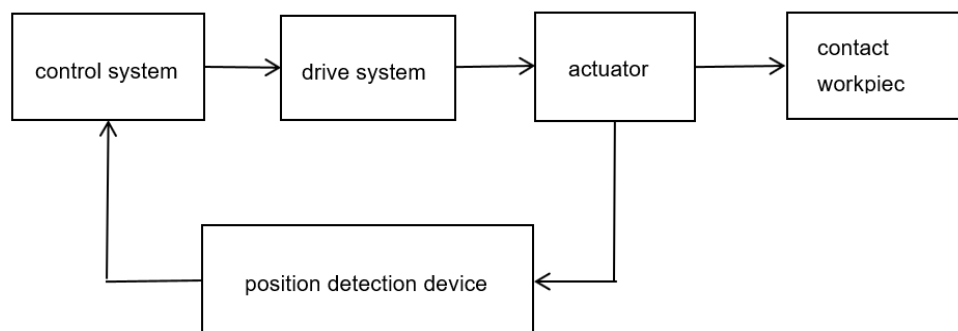 control system
drive system
actuator
contact
workpiec
position detection device